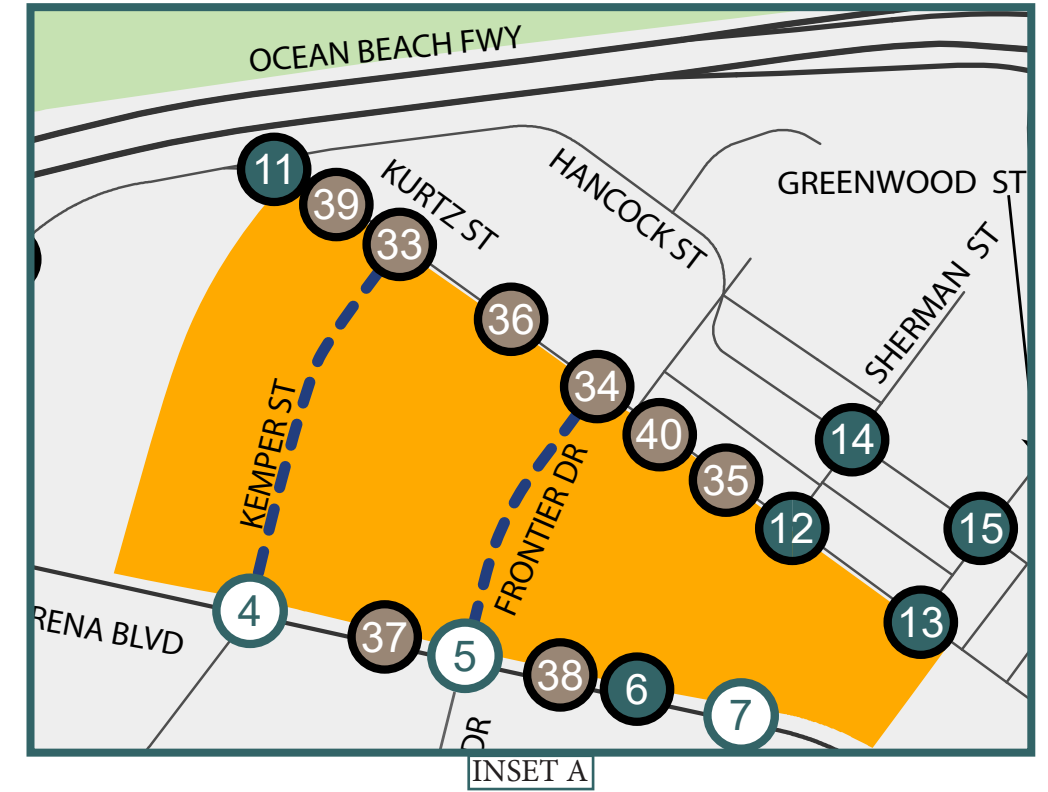 OCEAN BEACH FWY
11
39
KURTZ ST
33
HANCOCK ST
GREENWOOD ST
SHERMAN ST
36
34
40
35
12
14
15
13
KEMPER ST
FRONTIER DR
4
RENA BLVD
37
5
38
6
7
DR
INSET A